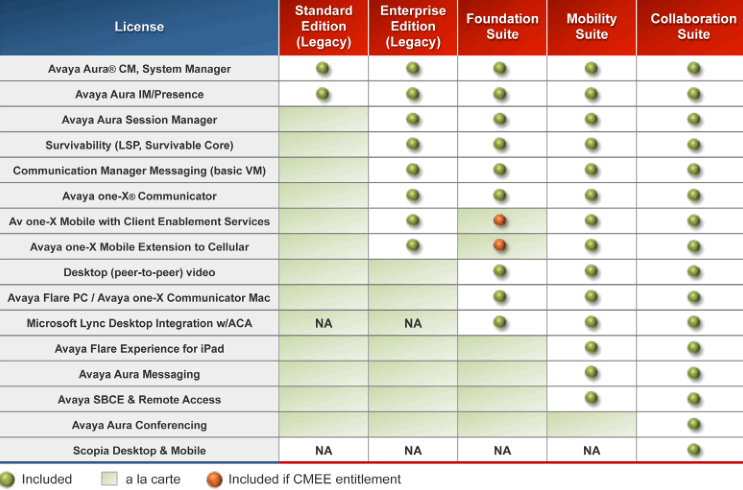 License
Standard Edition (Legacy)
Enterprise Edition (Legacy)
Foundation Suite
Mobility Suite
Collaboration Suite
Avaya Aura® CM, System Manager
Avaya Aura IM/Presence
Avaya Aura Session Manager
Survivability (LSP, Survivable Core)
Communication Manager Messaging (basic VM)
Avaya one-X® Communicator
Av one-X Mobile with Client Enablement Services
Avaya one-X Mobile Extension to Cellular
Desktop (peer-to-peer) video
Avaya Flare PC / Avaya one-X Communicator Mac
Microsoft Lync Desktop Integration w/ACA NA NA
Avaya Flare Experience for iPad
Avaya Aura Messaging
Avaya SBCE & Remote Access
Avaya Aura Conferencing
Scopia Desktop & Mobile NA NA NA NA
Included a la carte Included if CMEE entitlement